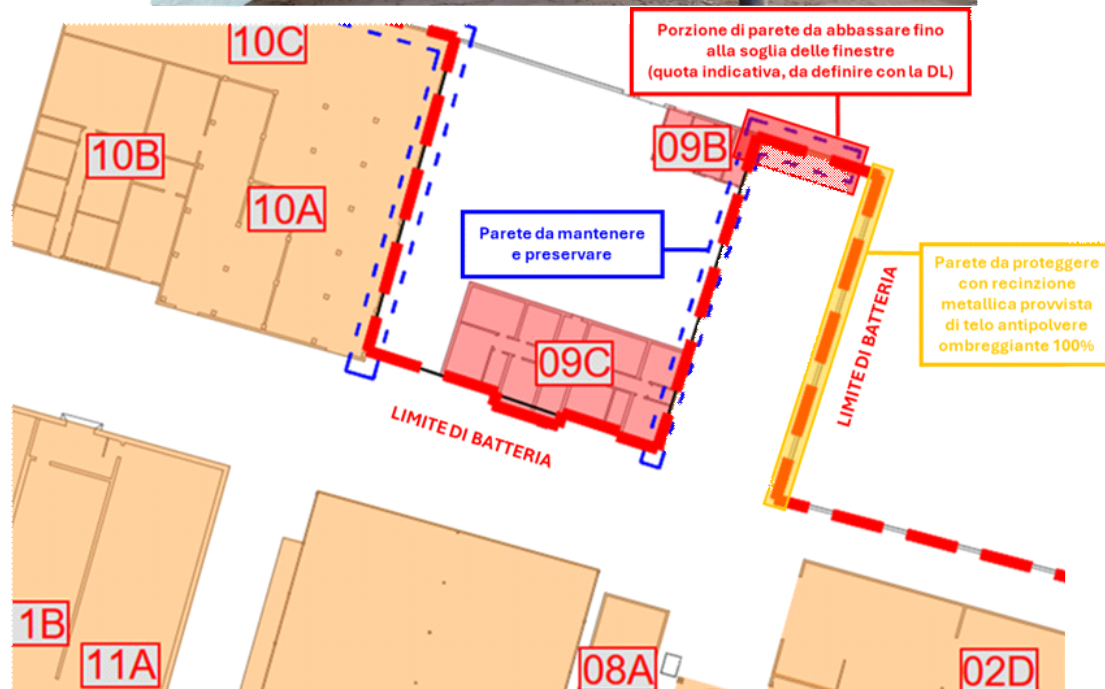 10C
Porzione di parete da abbassare fino
alla soglia delle finestre
(quota indicativa, da definire con la DL)
10B
09B
10A
Parete da mantenere
e preservare
Parete da proteggere
con recinzione
metallica provvista
di telo antipolvere
ombreggiante 100%
LIMITE DI BATTERIA
09C
LIMITE DI BATTERIA
1B
11A
08A
02D